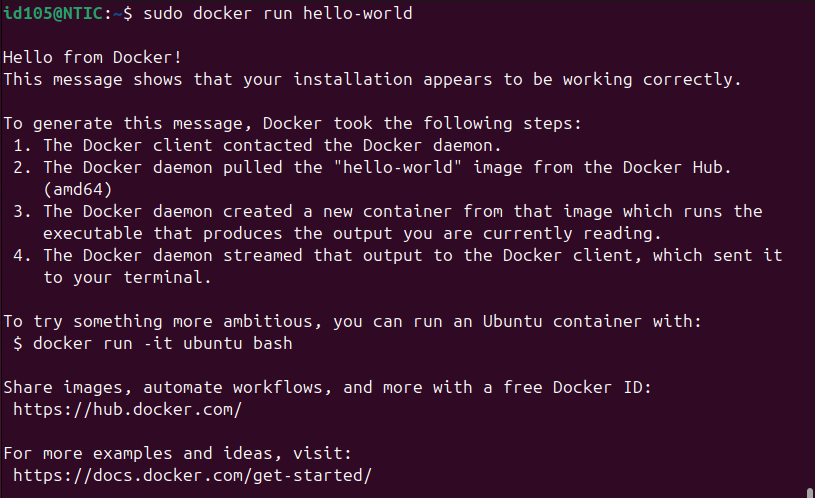 id105@NTIC:~$ sudo docker run hello-world
Hello from Docker!
This message shows that your installation appears to be working correctly.
To generate this message, Docker took the following steps:
1. The Docker client contacted the Docker daemon.
2. The Docker daemon pulled the "hello-world" image from the Docker Hub.
(amd64)
3. The Docker daemon created a new container from that image which runs the
executable that produces the output you are currently reading.
4. The Docker daemon streamed that output to the Docker client, which sent it
to your terminal.
To try something more ambitious, you can run an Ubuntu container with:
$ docker run -it ubuntu bash
Share images, automate workflows, and more with a free Docker ID:
https://hub.docker.com/
For more examples and ideas, visit:
https://docs.docker.com/get-started/